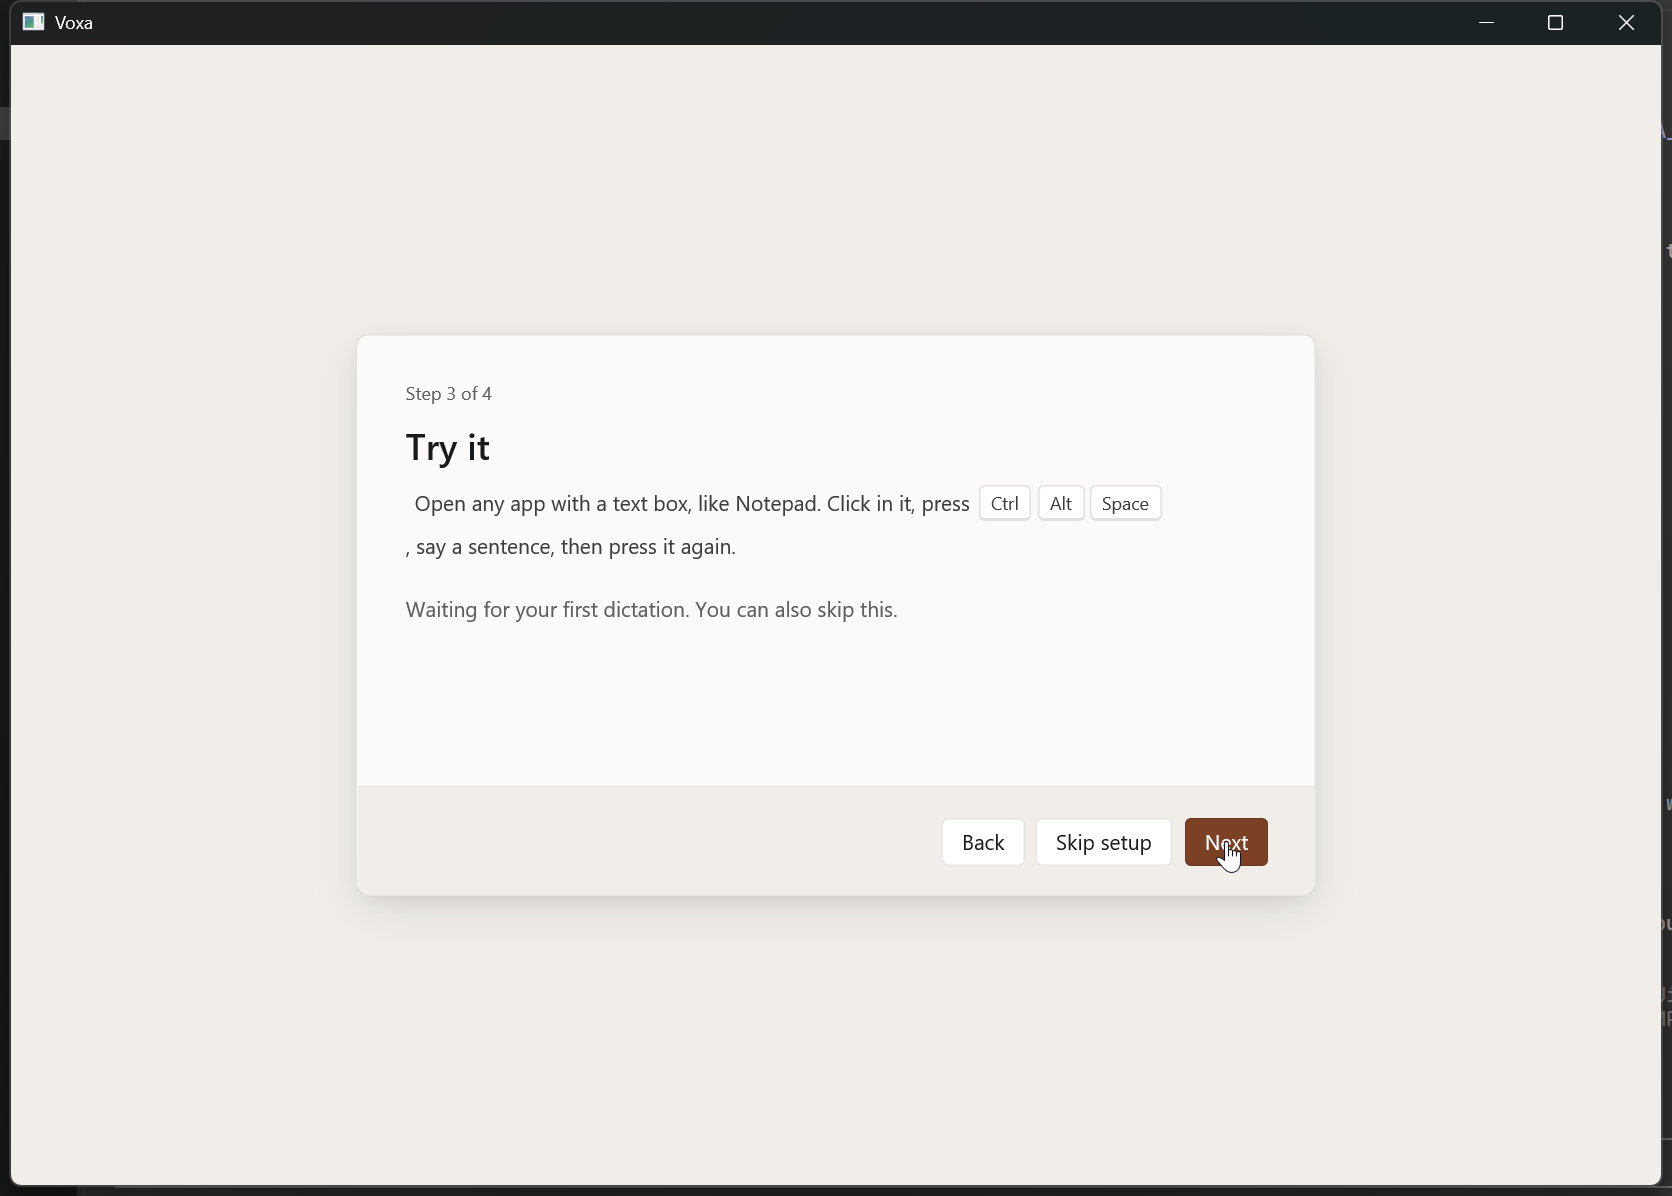 Voxa
Step 3 of 4
Try it
Open any app with a text box, like Notepad. Click in it, press Ctrl Alt Space
, say a sentence, then press it again.
Waiting for your first dictation. You can also skip this.
Back Skip setup Next